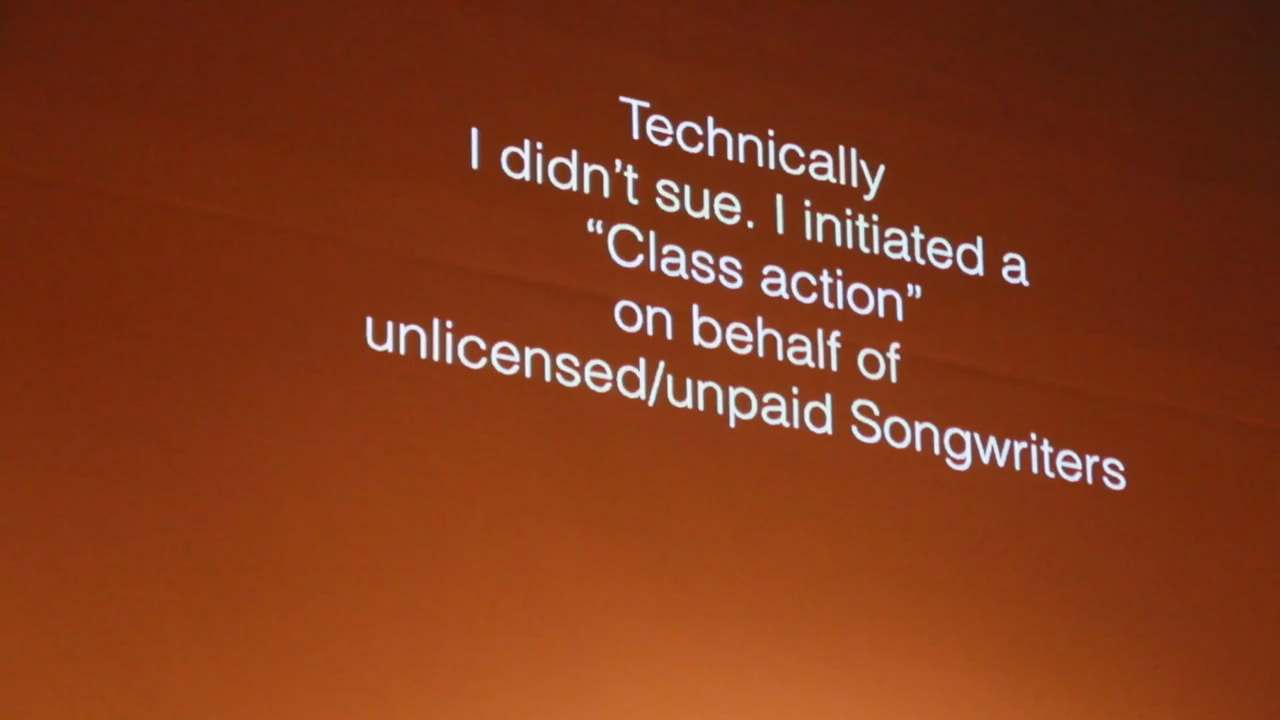 Technically
I didn’t sue. I initiated a
“Class action”
on behalf of
unlicensed/unpaid Songwriters